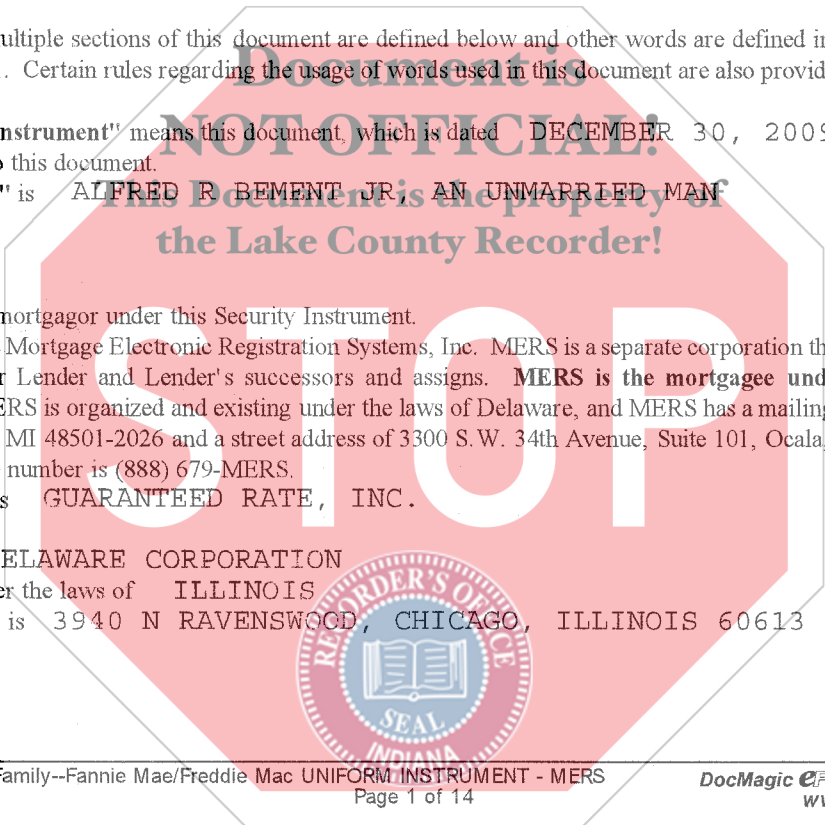 ultiple sections of this document are defined below and other words are defined in
. Certain rules regarding the usage of words used in this document are also provid
Document is
nstrument" means this document, which is dated DECEMBER 30, 2009
NOT OFFICIAL!
this document.
" is ALFRED R BEMENT JR, AN UNMARRIED MAN
This Document is the property of
the Lake County Recorder!
mortgagor under this Security Instrument.
Mortgage Electronic Registration Systems, Inc. MERS is a separate corporation th
r Lender and Lender's successors and assigns. MERS is the mortgagee und
ERS is organized and existing under the laws of Delaware, and MERS has a mailing
MI 48501-2026 and a street address of 3300 S.W. 34th Avenue, Suite 101, Ocala,
number is (888) 679-MERS.
STOP
s GUARANTEED RATE, INC.
ELAWARE CORPORATION
er the laws of ILLINOIS
is 3940 N RAVENSWOOD, CHICAGO, ILLINOIS 60613
RECORDER'S OFFICE
SEAL
INDIANA
Family--Fannie Mae/Freddie Mac UNIFORM INSTRUMENT - MERS
Page 1 of 14
DocMagic eF
ww